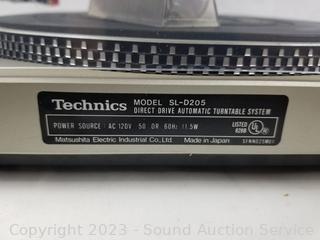 Technics MODEL SL-D205
DIRECT DRIVE AUTOMATIC TURNTABLE SYSTEM
POWER SOURCE : AC 120V 50 OR 60Hz 11.5W
LISTED
UL
Matsushita Electric Industrial Co., Ltd. Made in Japan
Copyright 2023 - Sound Auction Service